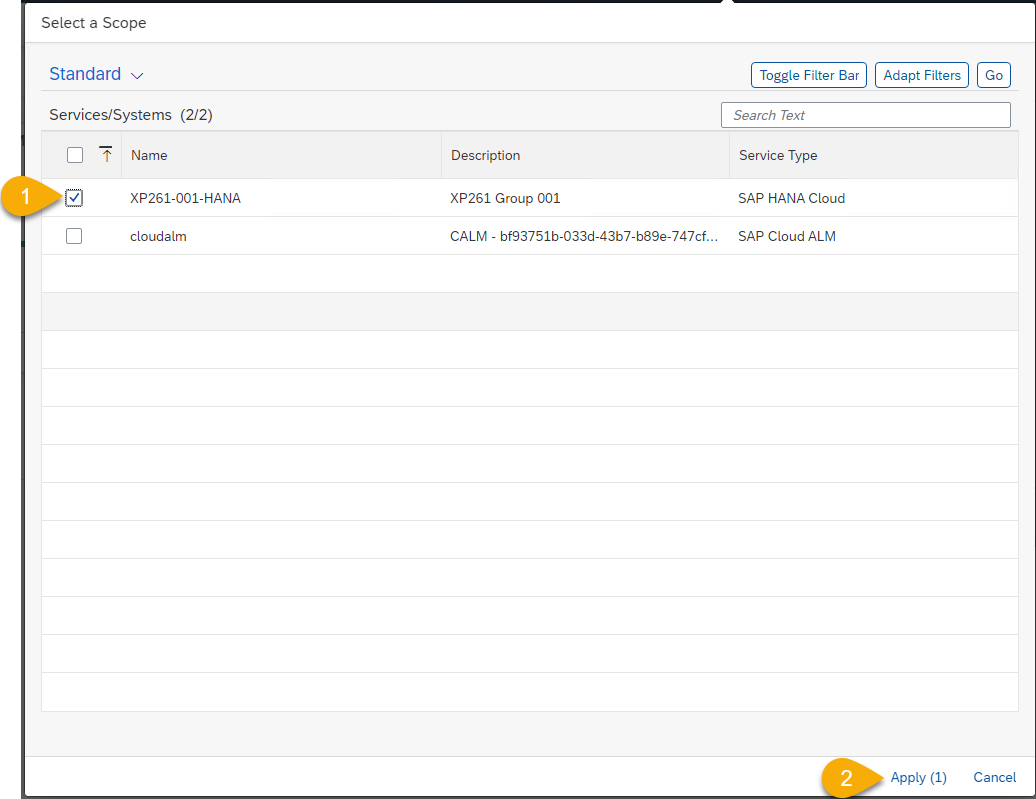 Select a Scope
Standard
Toggle Filter Bar Adapt Filters Go
Services/Systems (2/2) Search Text
Name Description Service Type
1 XP261-001-HANA XP261 Group 001 SAP HANA Cloud
cloudalm CALM - bf93751b-033d-43b7-b89e-747cf... SAP Cloud ALM
2 Apply (1) Cancel